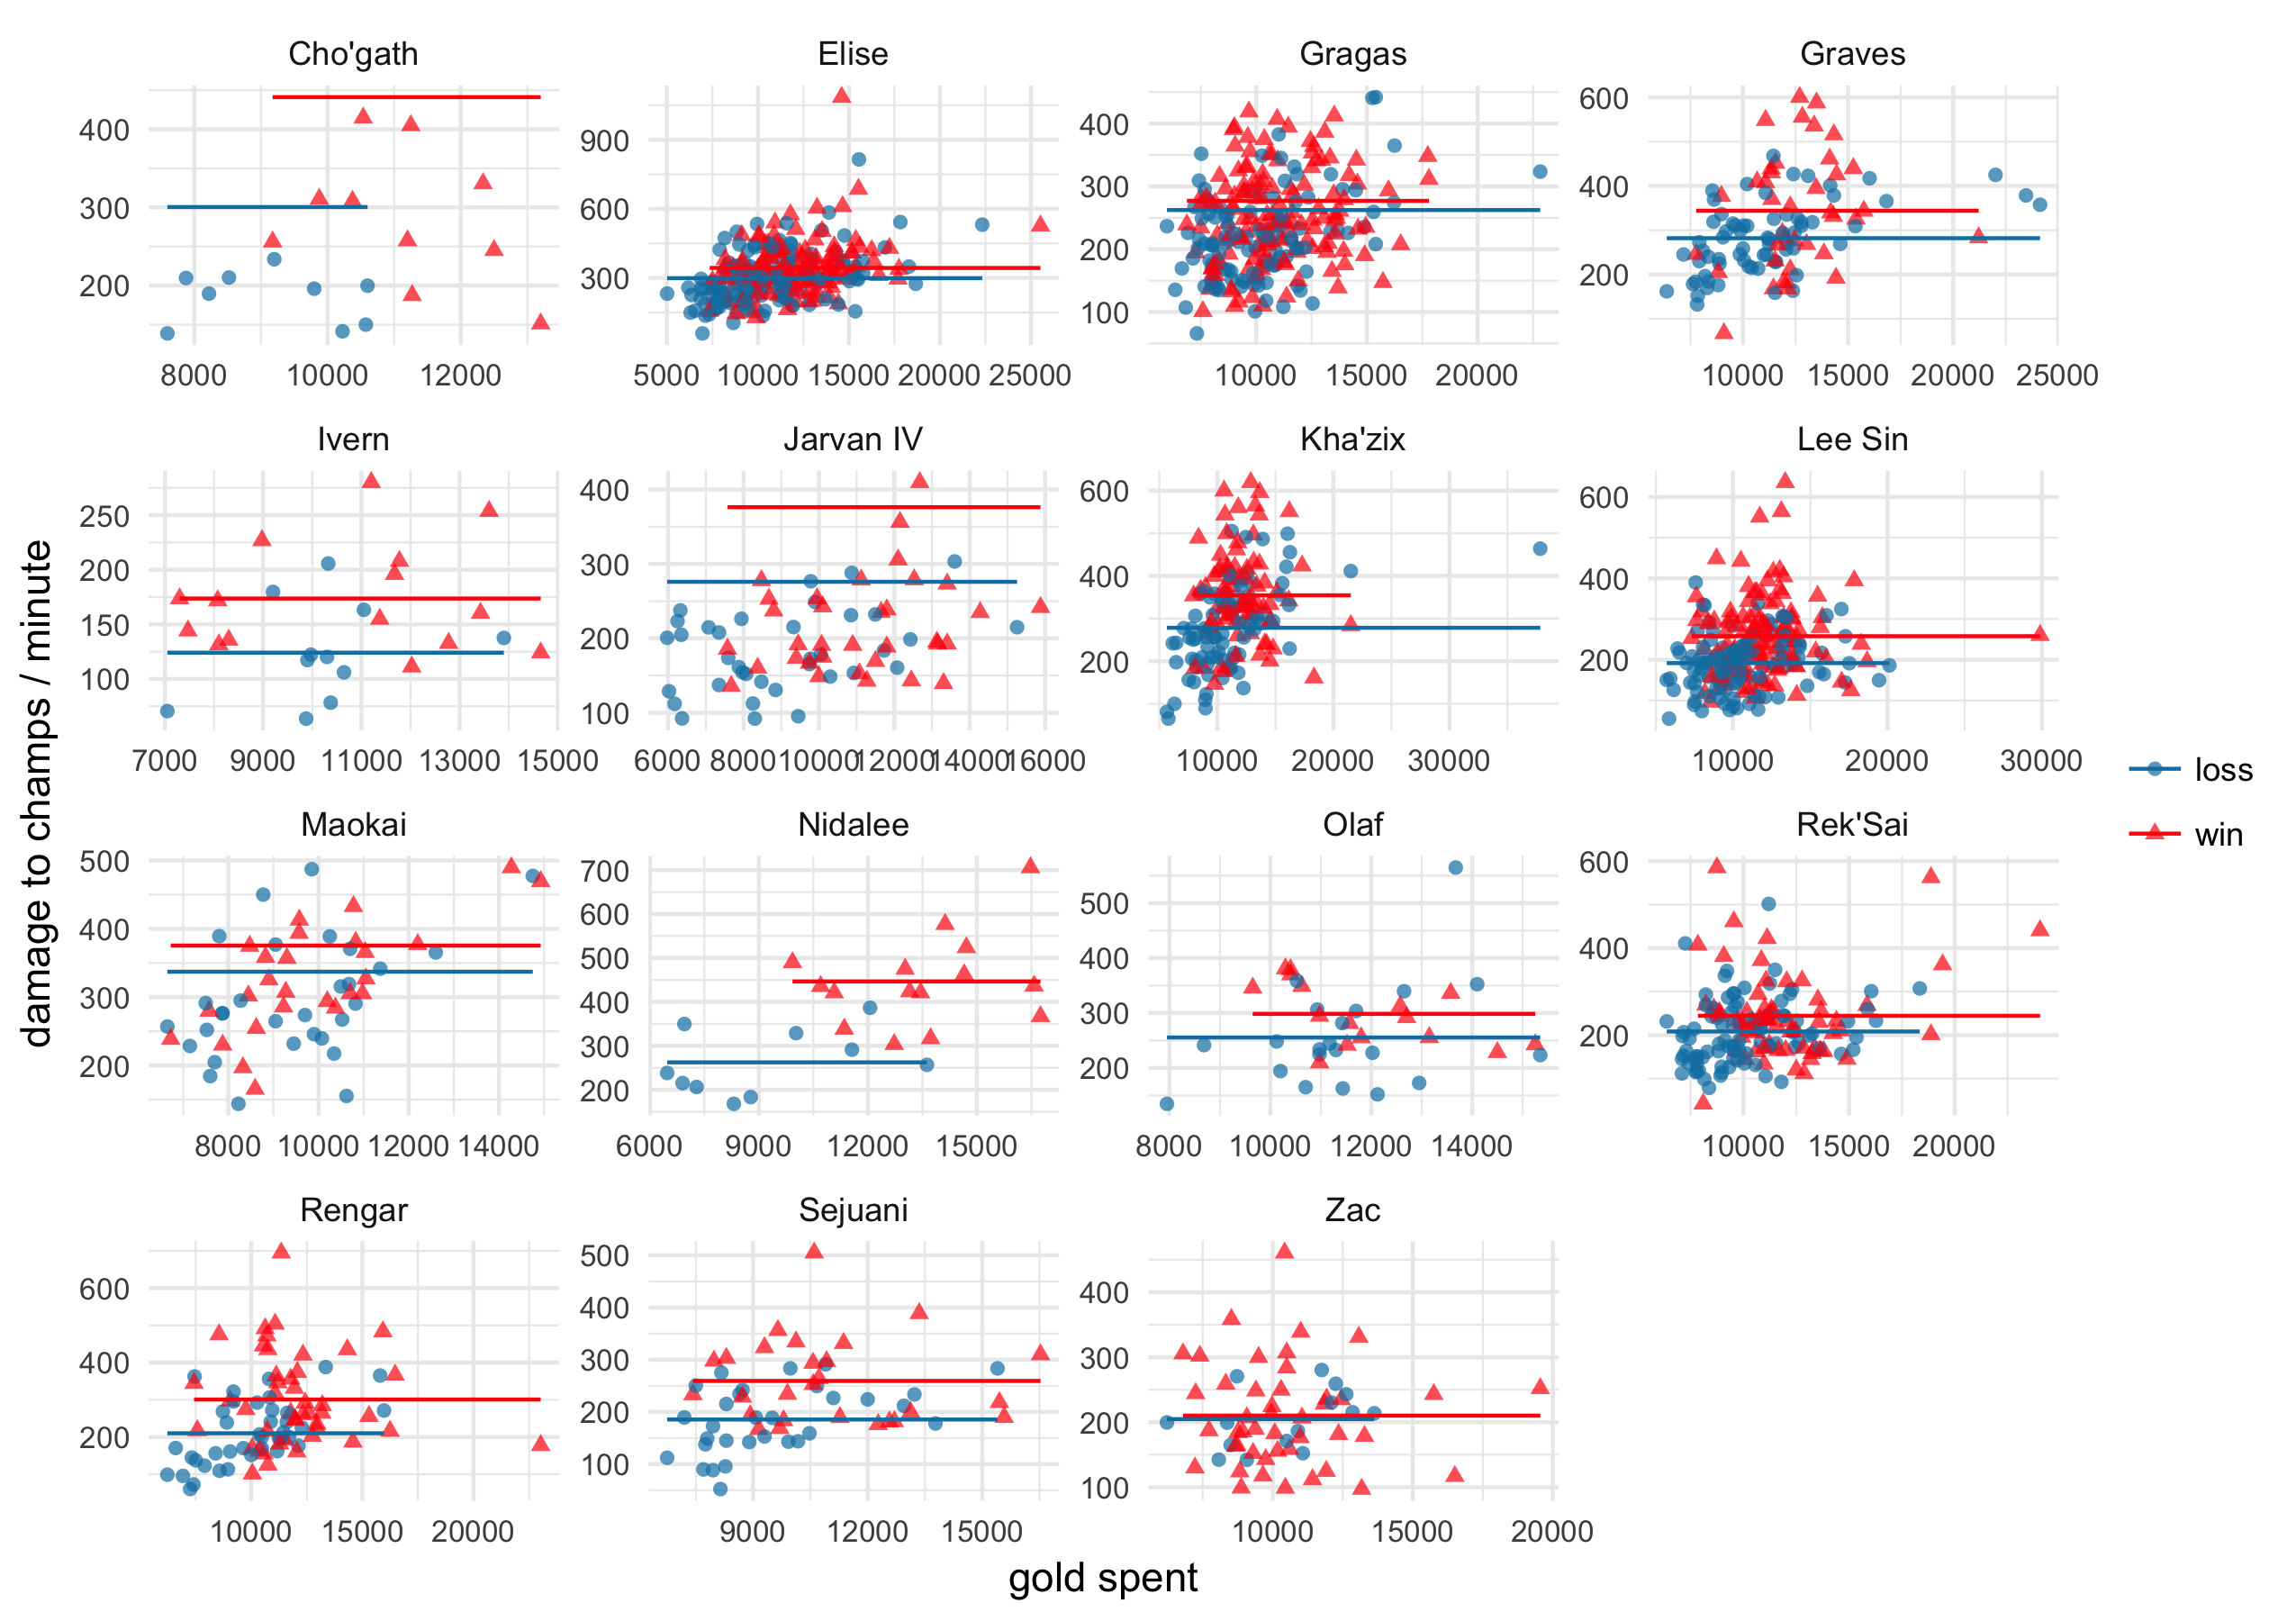 Cho'gath
Elise
Gragas
Graves
400
300
200
8000 10000 12000
900
600
300
5000 10000 15000 20000 25000
400
300
200
100
10000 15000 20000
600
400
200
10000 15000 20000 25000
Ivern
Jarvan IV
Kha'zix
Lee Sin
250
200
150
100
7000 9000 11000 13000 15000
400
300
200
100
6000 8000 10000 12000 14000 16000
600
400
200
10000 20000 30000
600
400
200
10000 20000 30000
Maokai
Nidalee
Olaf
Rek'Sai
500
400
300
200
8000 10000 12000 14000
700
600
500
400
300
200
6000 9000 12000 15000
500
400
300
200
8000 10000 12000 14000
600
400
200
10000 15000 20000
Rengar
Sejuani
Zac
600
400
200
10000 15000 20000
500
400
300
200
100
9000 12000 15000
400
300
200
100
10000 15000 20000
damage to champs / minute
gold spent
loss
win